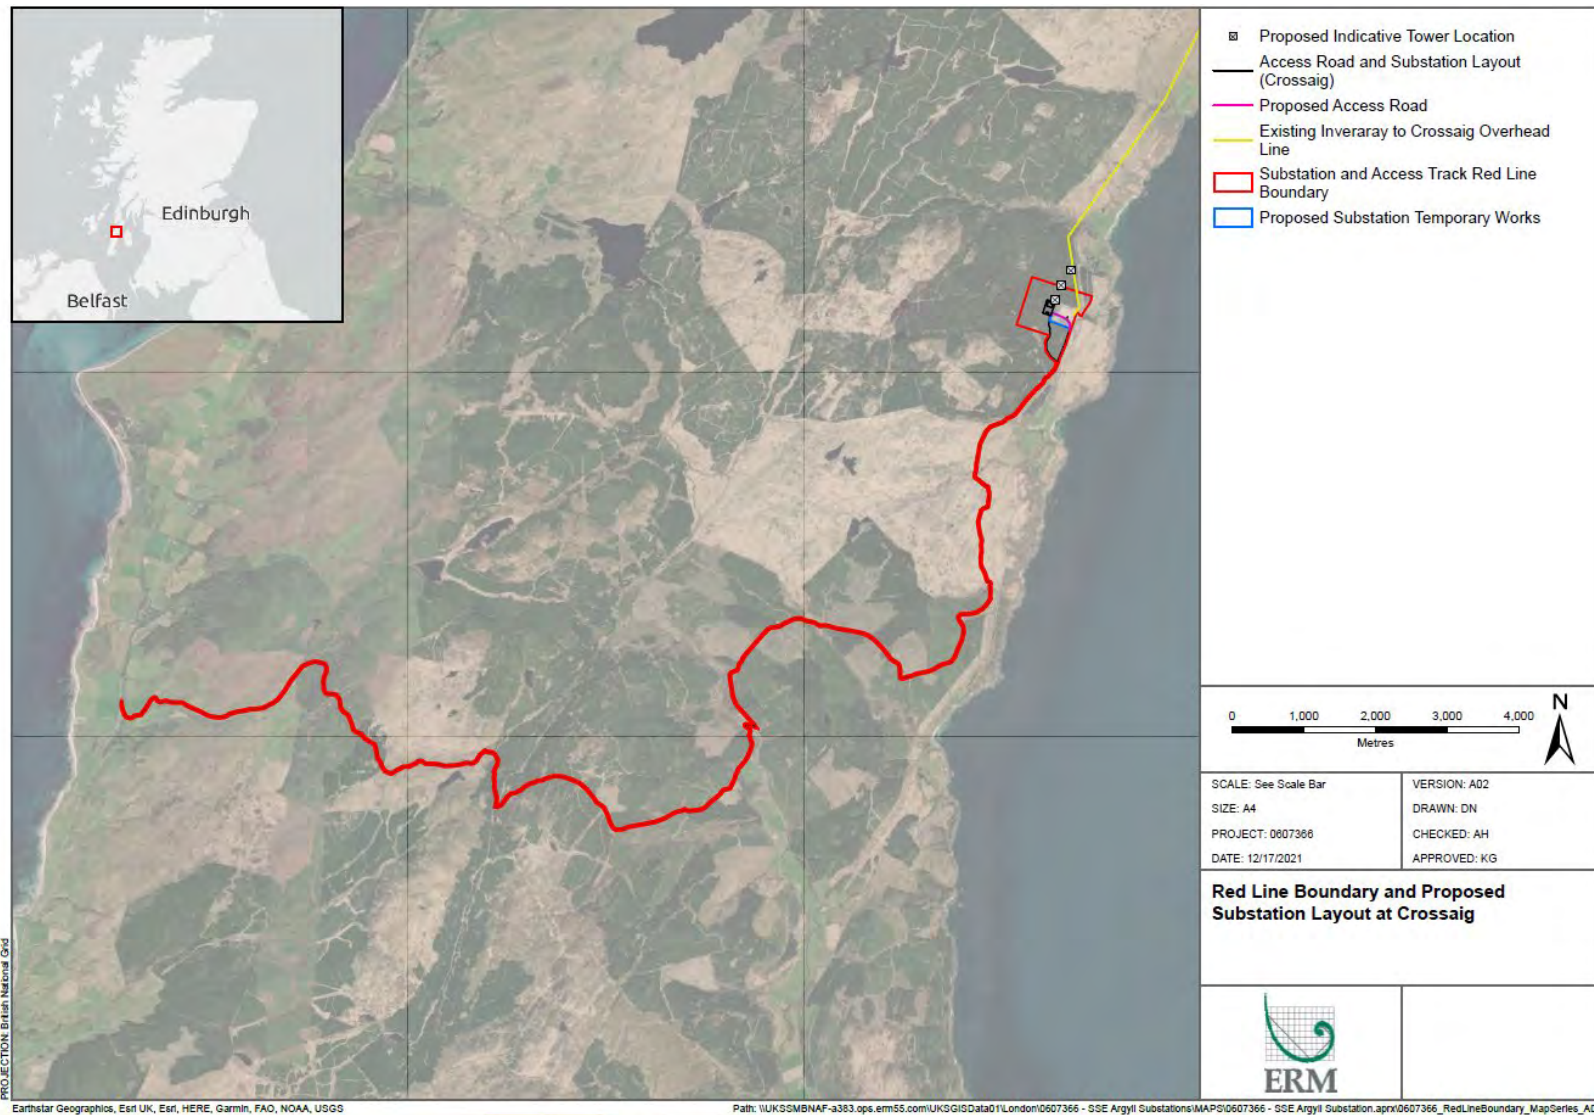 Edinburgh
Belfast
Proposed Indicative Tower Location
Access Road and Substation Layout
(Crossaig)
Proposed Access Road
Existing Inveraray to Crossaig Overhead
Line
Substation and Access Track Red Line
Boundary
Proposed Substation Temporary Works
N
0 1,000 2,000 3,000 4,000
Metres
SCALE: See Scale Bar
VERSION: A02
SIZE: A4
DRAWN: DN
PROJECT: 0607366
CHECKED: AH
DATE: 12/17/2021
APPROVED: KG
Red Line Boundary and Proposed
Substation Layout at Crossaig
ERM
PROJECTION: British National Grid
Earthstar Geographics, Esri UK, Esri, HERE, Garmin, FAO, NOAA, USGS
Path: \\UKSSMBNAF-a383.ops.erm55.com\UKSGISData01\London\0607366 - SSE Argyll Substations\MAPS\0607366 - SSE Argyll Substation.aprx\0607366_RedLineBoundary_MapSeries_A0